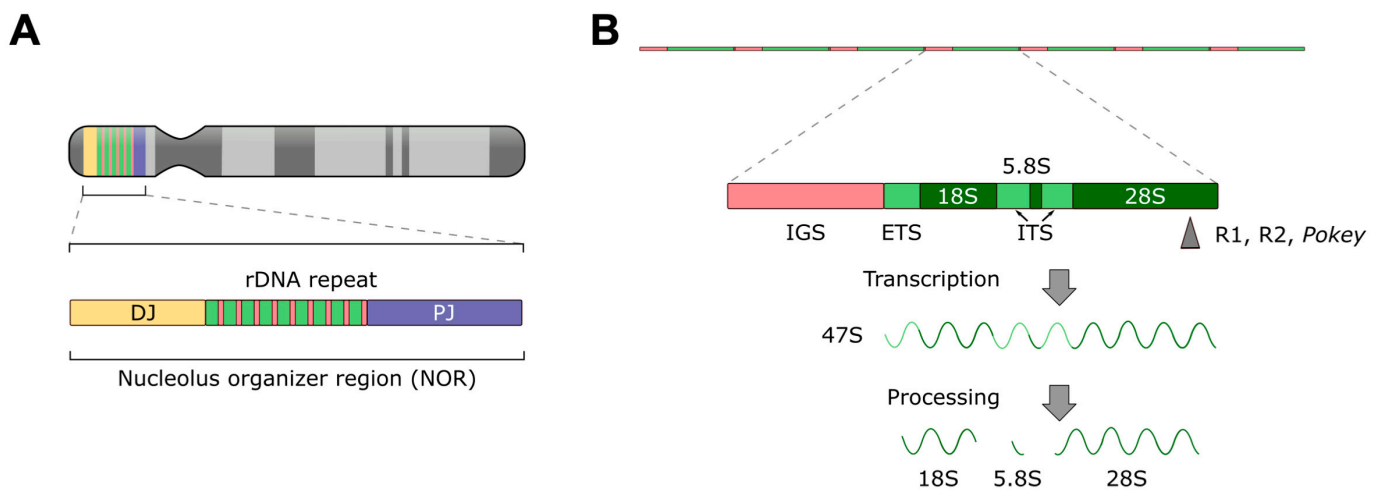 A
rDNA repeat
DJ
PJ
Nucleolus organizer region (NOR)
B
5.8S
18S
28S
IGS
ETS
ITS
R1, R2, Pokey
Transcription
47S
Processing
18S
5.8S
28S